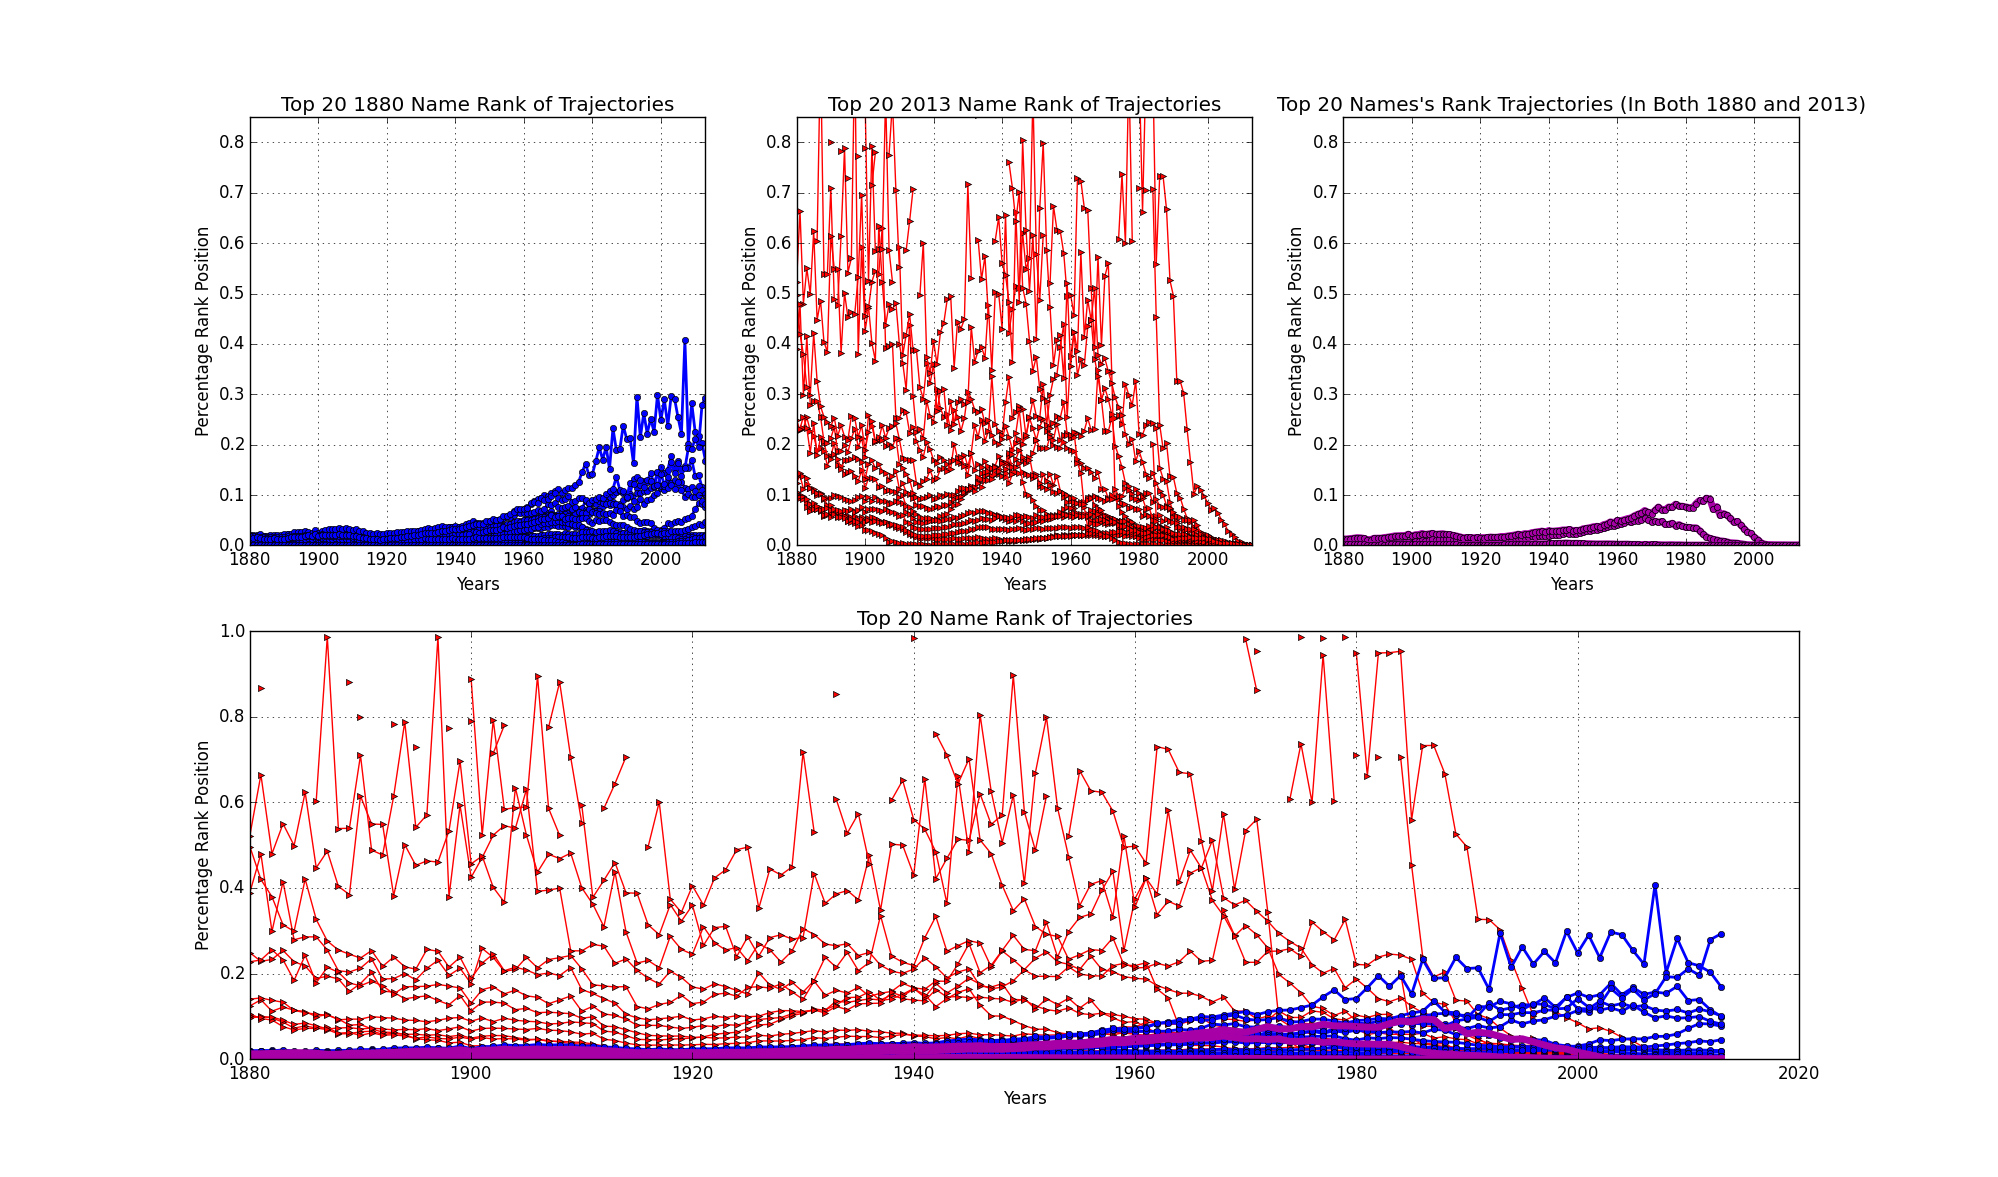 Top 20 1880 Name Rank of Trajectories
Top 20 2013 Name Rank of Trajectories
Top 20 Names's Rank Trajectories (In Both 1880 and 2013)
Percentage Rank Position
0.8
0.7
0.6
0.5
0.4
0.3
0.2
0.1
0.0
1880 1900 1920 1940 1960 1980 2000
Years
Percentage Rank Position
0.8
0.7
0.6
0.5
0.4
0.3
0.2
0.1
0.0
1880 1900 1920 1940 1960 1980 2000
Years
Percentage Rank Position
0.8
0.7
0.6
0.5
0.4
0.3
0.2
0.1
0.0
1880 1900 1920 1940 1960 1980 2000
Years
Top 20 Name Rank of Trajectories
Percentage Rank Position
1.0
0.8
0.6
0.4
0.2
0.0
1880 1900 1920 1940 1960 1980 2000 2020
Years